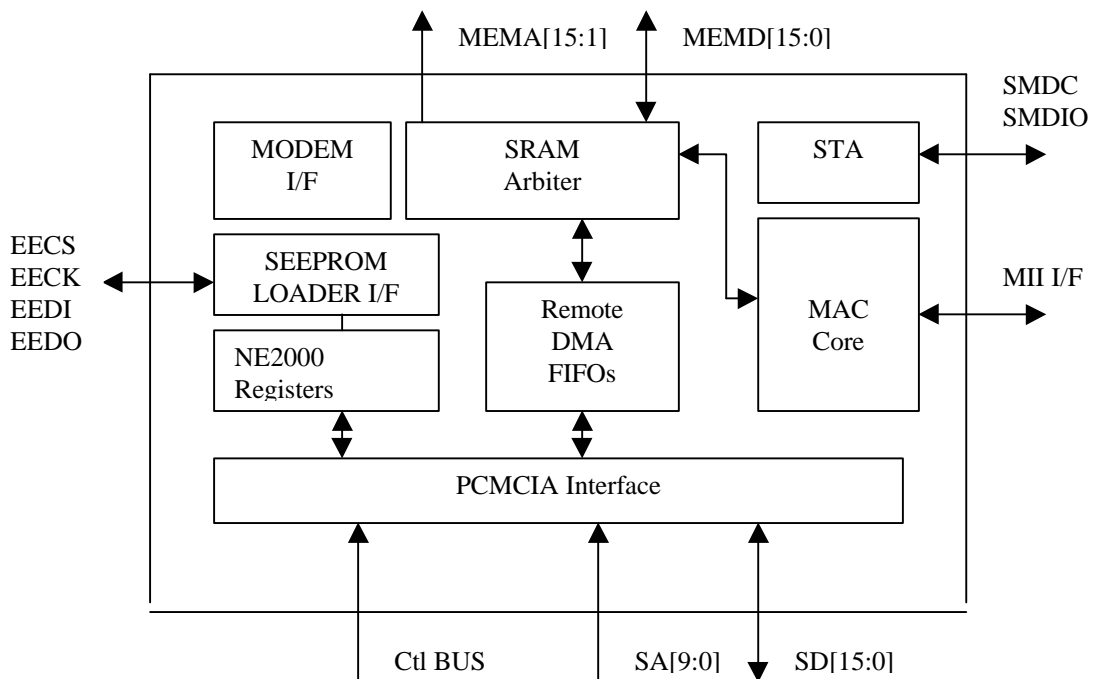 MEMA[15:1]
MEMD[15:0]
SMDC
SMDIO
MODEM
I/F
SRAM
Arbiter
STA
EECS
EECK
EEDI
EEDO
SEEPROM
LOADER I/F
NE2000
Registers
Remote
DMA
FIFOs
MAC
Core
MII I/F
PCMCIA Interface
Ctl BUS
SA[9:0]
SD[15:0]